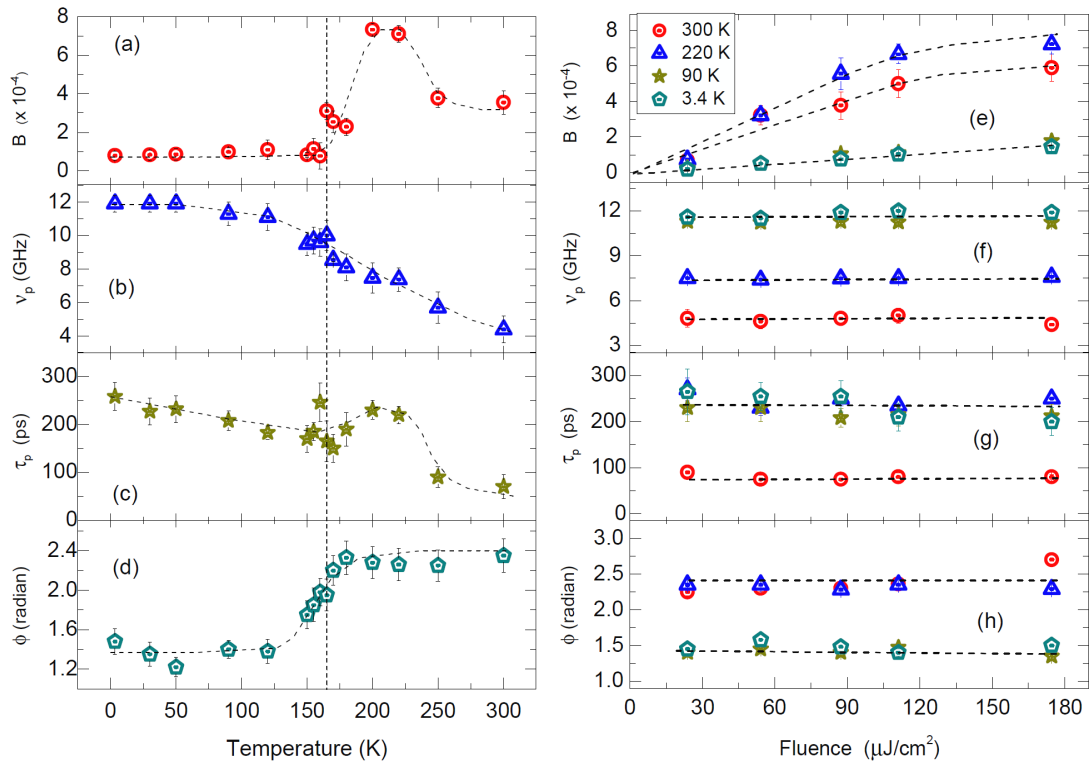 (a)
B (x 10⁻⁴)
8
6
4
2
0
(b)
ν_p (GHz)
12
10
8
6
4
(c)
τ_p (ps)
300
200
100
0
(d)
ϕ (radian)
2.4
2.0
1.6
1.2
0 50 100 150 200 250 300
Temperature (K)
300 K
220 K
90 K
3.4 K
(e)
B (x 10⁻⁴)
8
6
4
2
0
(f)
ν_p (GHz)
12
9
6
3
(g)
τ_p (ps)
300
200
100
0
(h)
ϕ (radian)
3.0
2.5
2.0
1.5
1.0
0 30 60 90 120 150 180
Fluence (μJ/cm²)